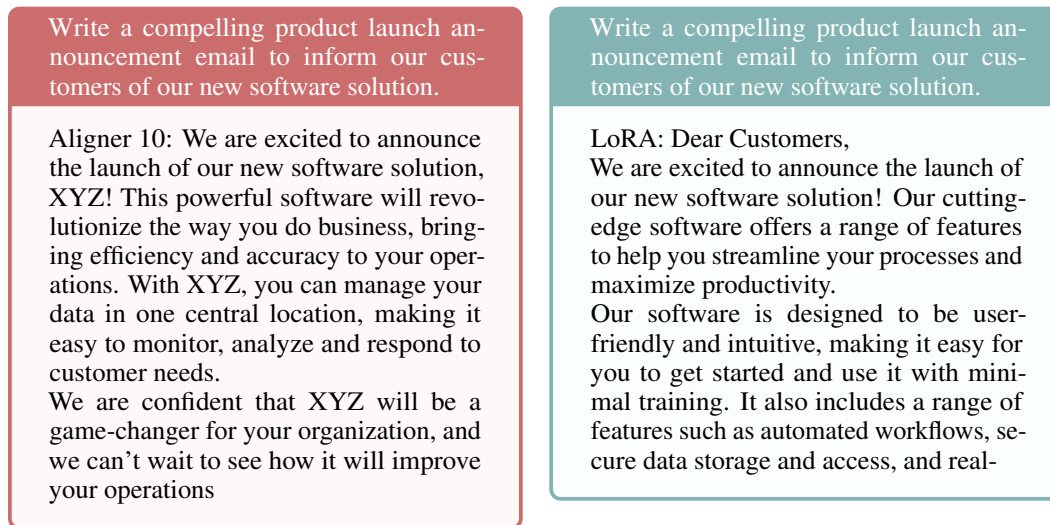 Write a compelling product launch an-
nouncement email to inform our cus-
tomers of our new software solution.
Aligner 10: We are excited to announce
the launch of our new software solution,
XYZ! This powerful software will revo-
lutionize the way you do business, bring-
ing efficiency and accuracy to your oper-
ations. With XYZ, you can manage your
data in one central location, making it
easy to monitor, analyze and respond to
customer needs.
We are confident that XYZ will be a
game-changer for your organization, and
we can't wait to see how it will improve
your operations
Write a compelling product launch an-
nouncement email to inform our cus-
tomers of our new software solution.
LoRA: Dear Customers,
We are excited to announce the launch of
our new software solution! Our cutting-
edge software offers a range of features
to help you streamline your processes and
maximize productivity.
Our software is designed to be user-
friendly and intuitive, making it easy for
you to get started and use it with mini-
mal training. It also includes a range of
features such as automated workflows, se-
cure data storage and access, and real-